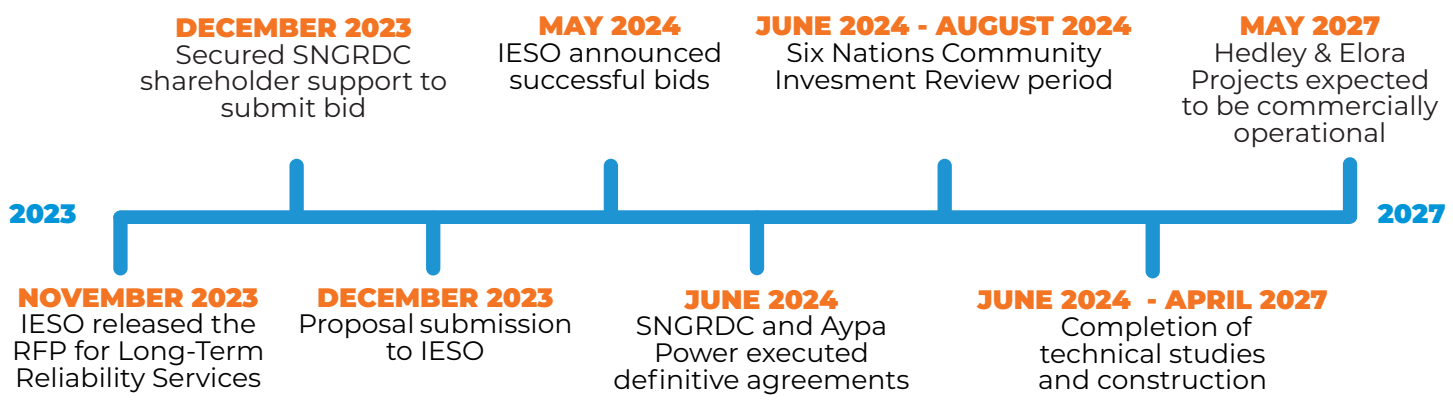 DECEMBER 2023
Secured SNGRDC
shareholder support to
submit bid
MAY 2024
IESO announced
successful bids
JUNE 2024 - AUGUST 2024
Six Nations Community
Invesment Review period
MAY 2027
Hedley & Elora
Projects expected
to be commercially
operational
2023
2027
NOVEMBER 2023
IESO released the
RFP for Long-Term
Reliability Services
DECEMBER 2023
Proposal submission
to IESO
JUNE 2024
SNGRDC and Aypa
Power executed
definitive agreements
JUNE 2024 - APRIL 2027
Completion of
technical studies
and construction